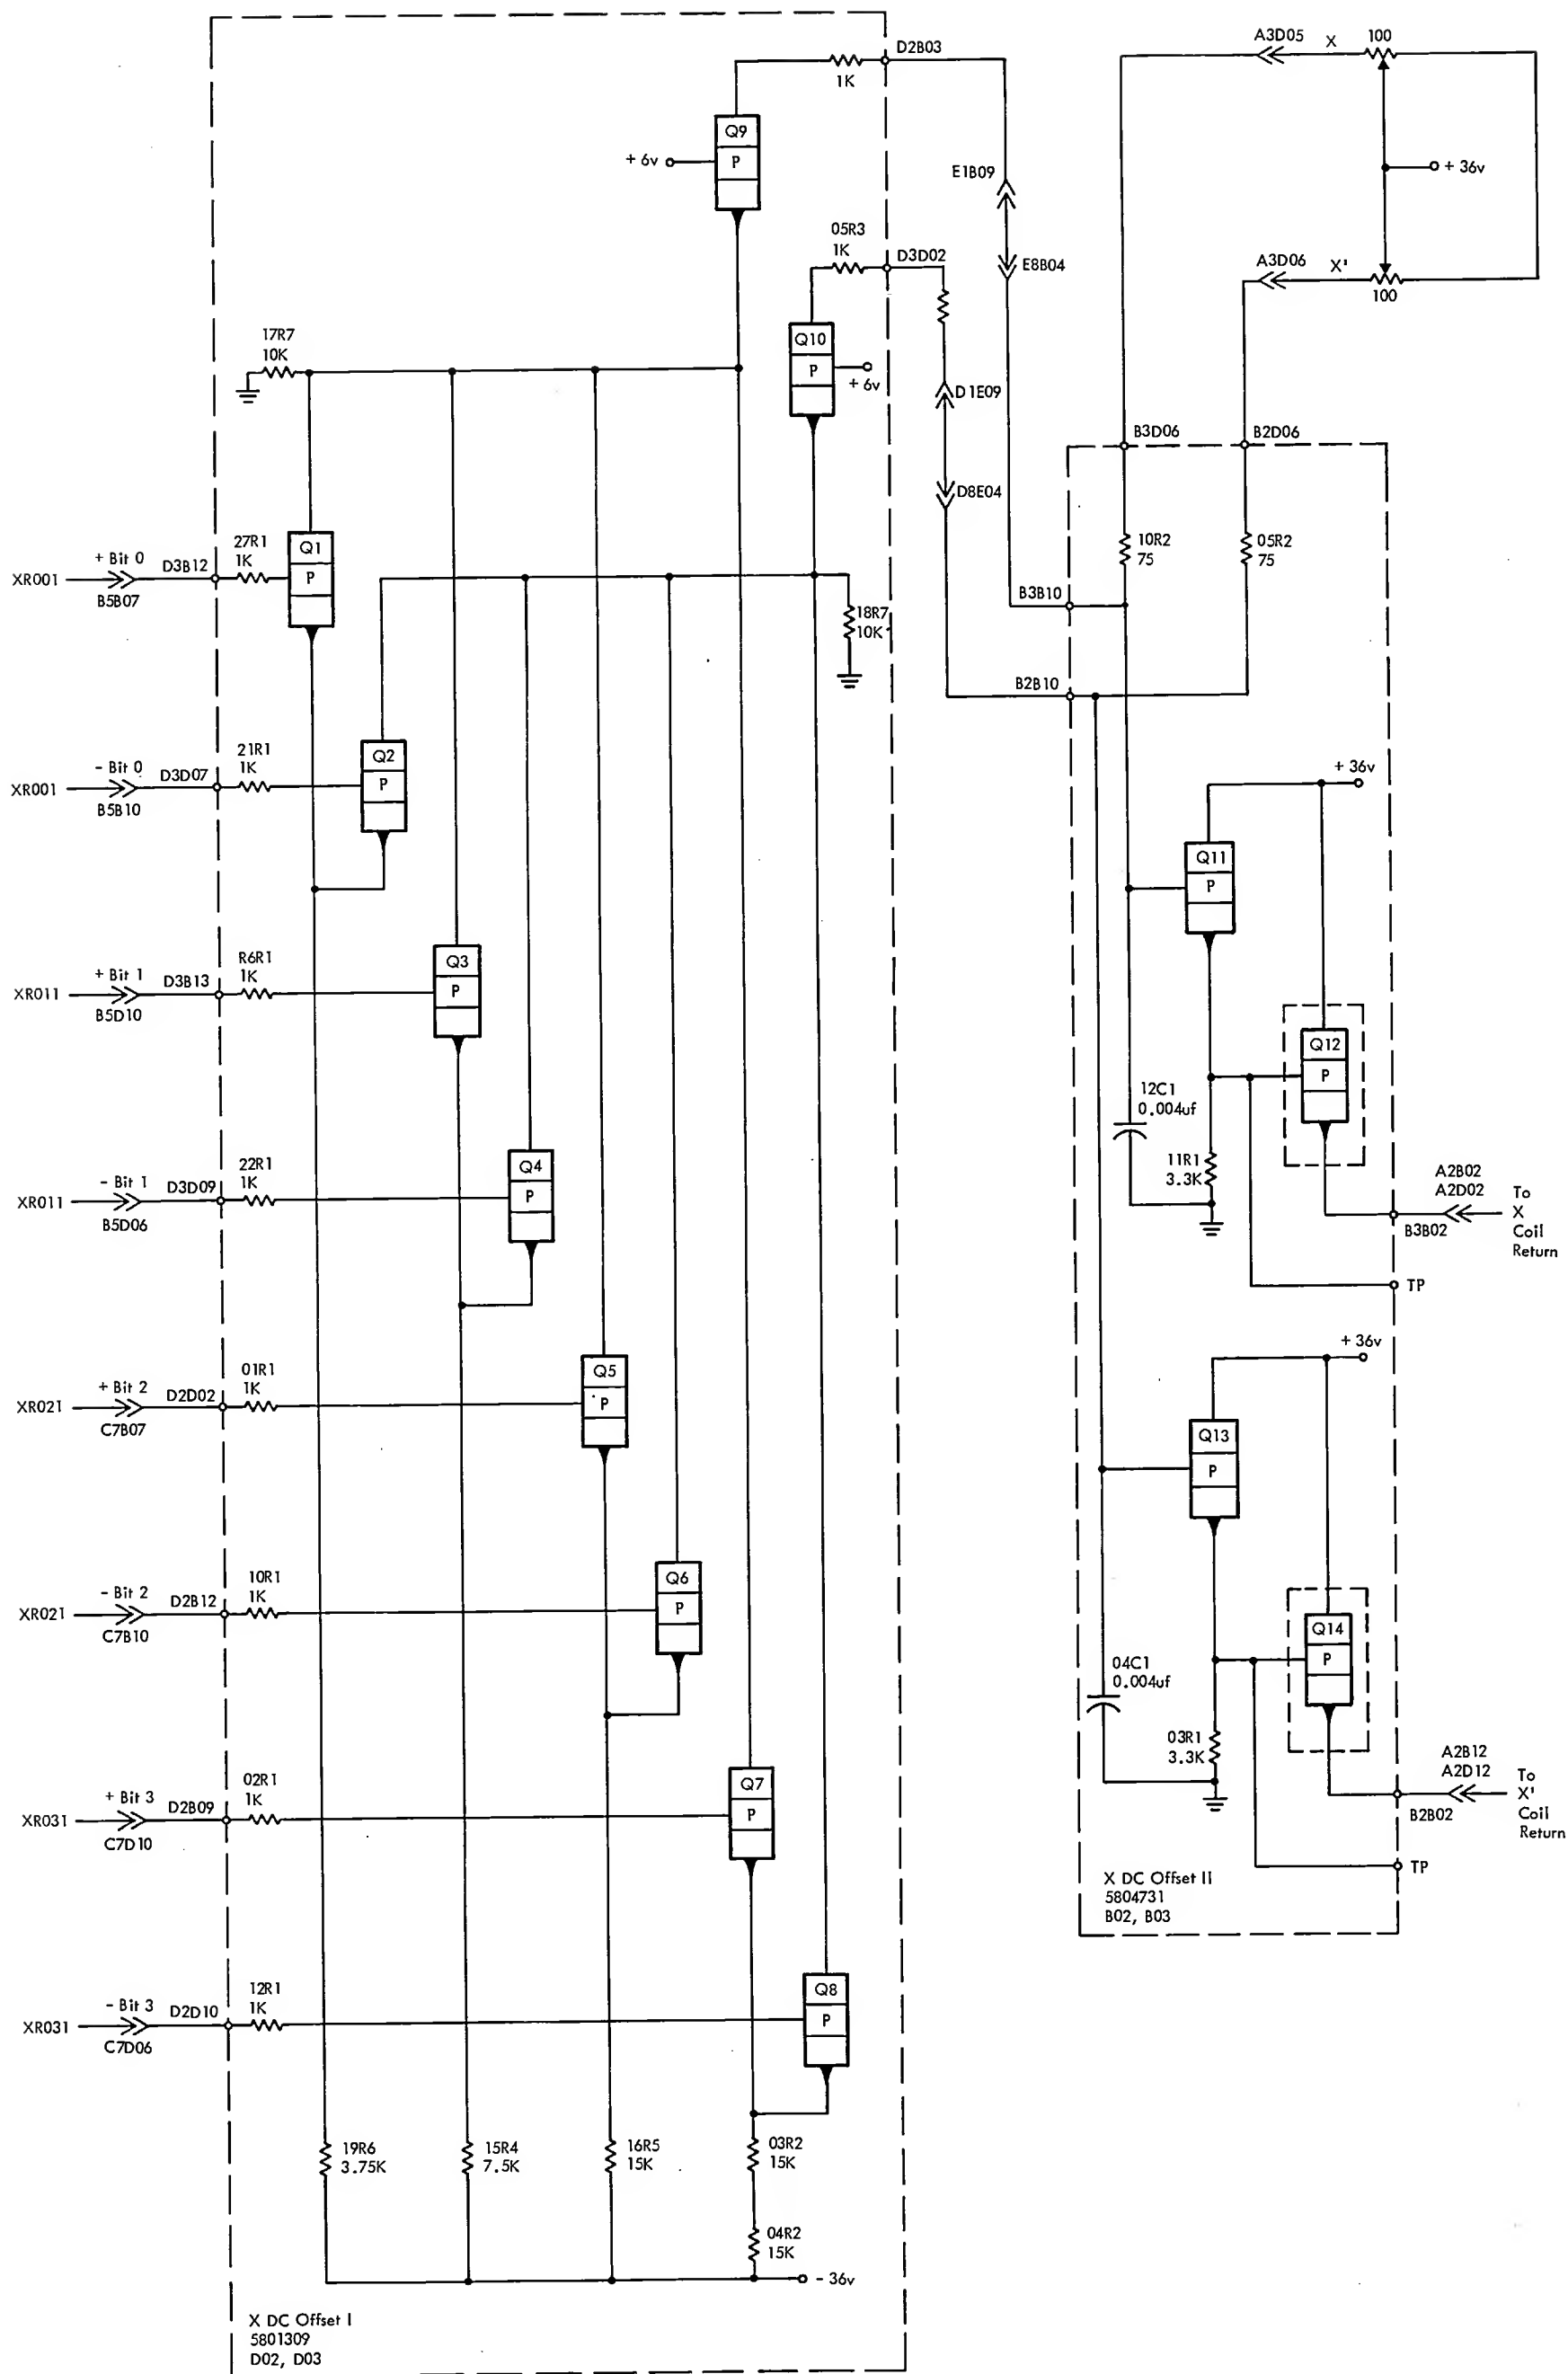 D2B03
1K
Q9
P
+ 6v
E1B09
05R3
1K
D3D02
E8B04
17R7
10K
Q10
P
+ 6v
D1E09
D8E04
A3D05
X
100
+ 36v
A3D06
X'
100
B3D06
B2D06
10R2
75
05R2
75
B3B10
B2B10
XR001
+ Bit 0
B5B07
D3B12
27R1
1K
Q1
P
18R7
10K
XR001
- Bit 0
B5B10
D3D07
21R1
1K
Q2
P
XR011
+ Bit 1
B5D10
D3B13
R6R1
1K
Q3
P
XR011
- Bit 1
B5D06
D3D09
22R1
1K
Q4
P
XR021
+ Bit 2
C7B07
D2D02
01R1
1K
Q5
P
XR021
- Bit 2
C7B10
D2B12
10R1
1K
Q6
P
XR031
+ Bit 3
C7D10
D2B09
02R1
1K
Q7
P
XR031
- Bit 3
C7D06
D2D10
12R1
1K
Q8
P
19R6
3.75K
15R4
7.5K
16R5
15K
03R2
15K
04R2
15K
- 36v
X DC Offset I
5801309
D02, D03
+ 36v
Q11
P
Q12
P
12C1
0.004uf
11R1
3.3K
A2B02
A2D02
B3B02
To
X
Coil
Return
TP
+ 36v
Q13
P
Q14
P
04C1
0.004uf
03R1
3.3K
A2B12
A2D12
B2B02
To
X'
Coil
Return
TP
X DC Offset II
5804731
B02, B03